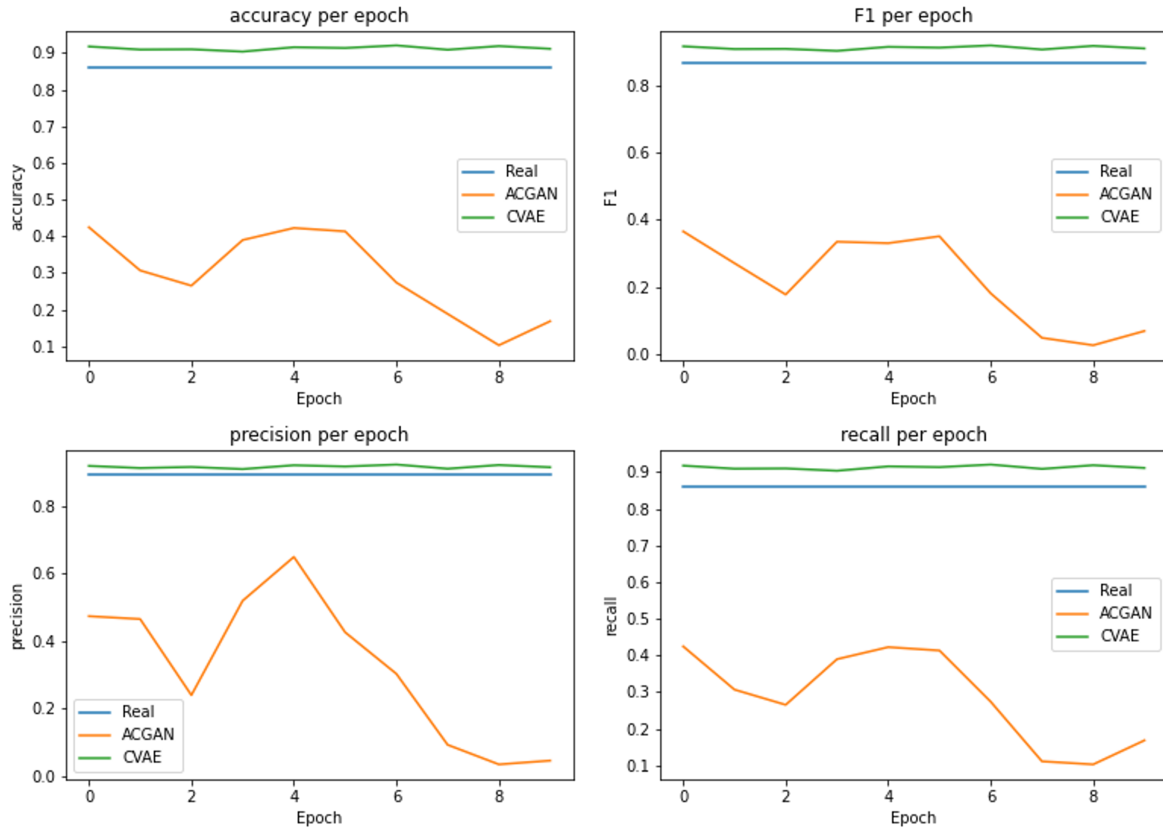 accuracy per epoch
accuracy
0.9
0.8
0.7
0.6
0.5
0.4
0.3
0.2
0.1
Real
ACGAN
CVAE
0 2 4 6 8
Epoch
F1 per epoch
F1
0.8
0.6
0.4
0.2
0.0
Real
ACGAN
CVAE
0 2 4 6 8
Epoch
precision per epoch
precision
0.8
0.6
0.4
0.2
0.0
Real
ACGAN
CVAE
0 2 4 6 8
Epoch
recall per epoch
recall
0.9
0.8
0.7
0.6
0.5
0.4
0.3
0.2
0.1
Real
ACGAN
CVAE
0 2 4 6 8
Epoch